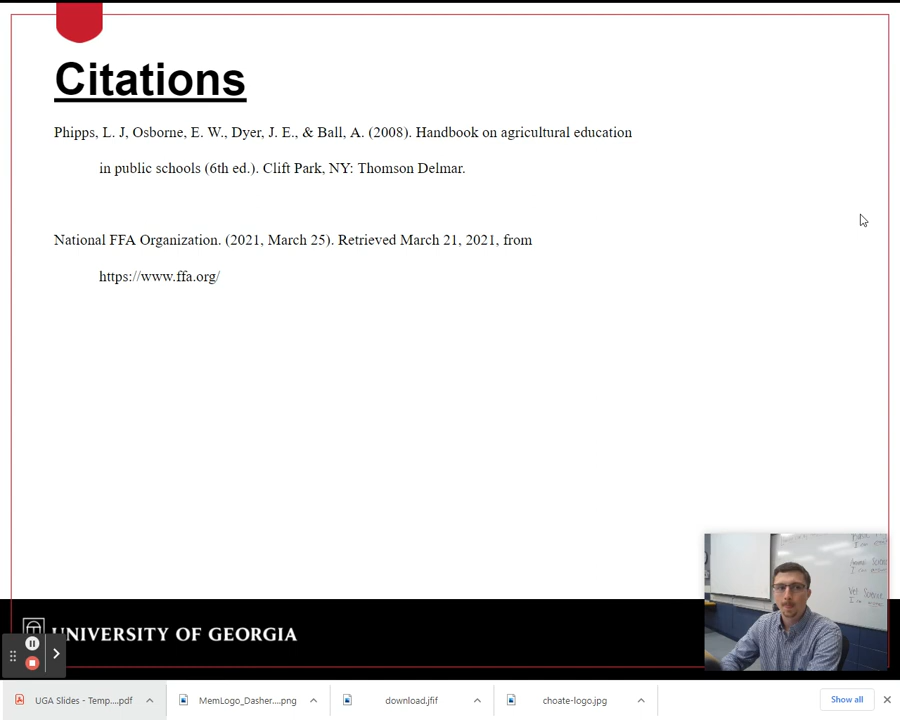 Citations
Phipps, L. J, Osborne, E. W., Dyer, J. E., & Ball, A. (2008). Handbook on agricultural education
in public schools (6th ed.). Clift Park, NY: Thomson Delmar.
National FFA Organization. (2021, March 25). Retrieved March 21, 2021, from
https://www.ffa.org/
UNIVERSITY OF GEORGIA
UGA Slides - Temp....pdf
MemLogo_Dasher....png
download.jfif
choate-logo.jpg
Show all